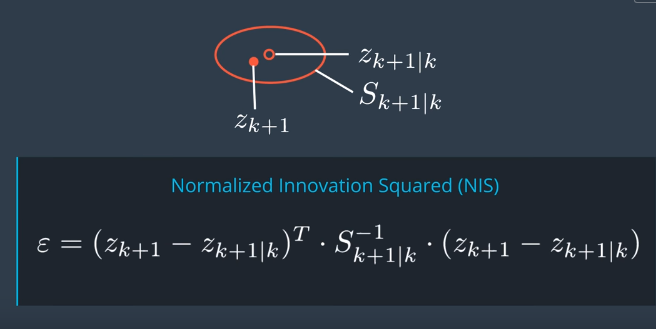 z_{k+1|k}
S_{k+1|k}
z_{k+1}
Normalized Innovation Squared (NIS)
ε = (z_{k+1} − z_{k+1|k})^T · S_{k+1|k}^{-1} · (z_{k+1} − z_{k+1|k})